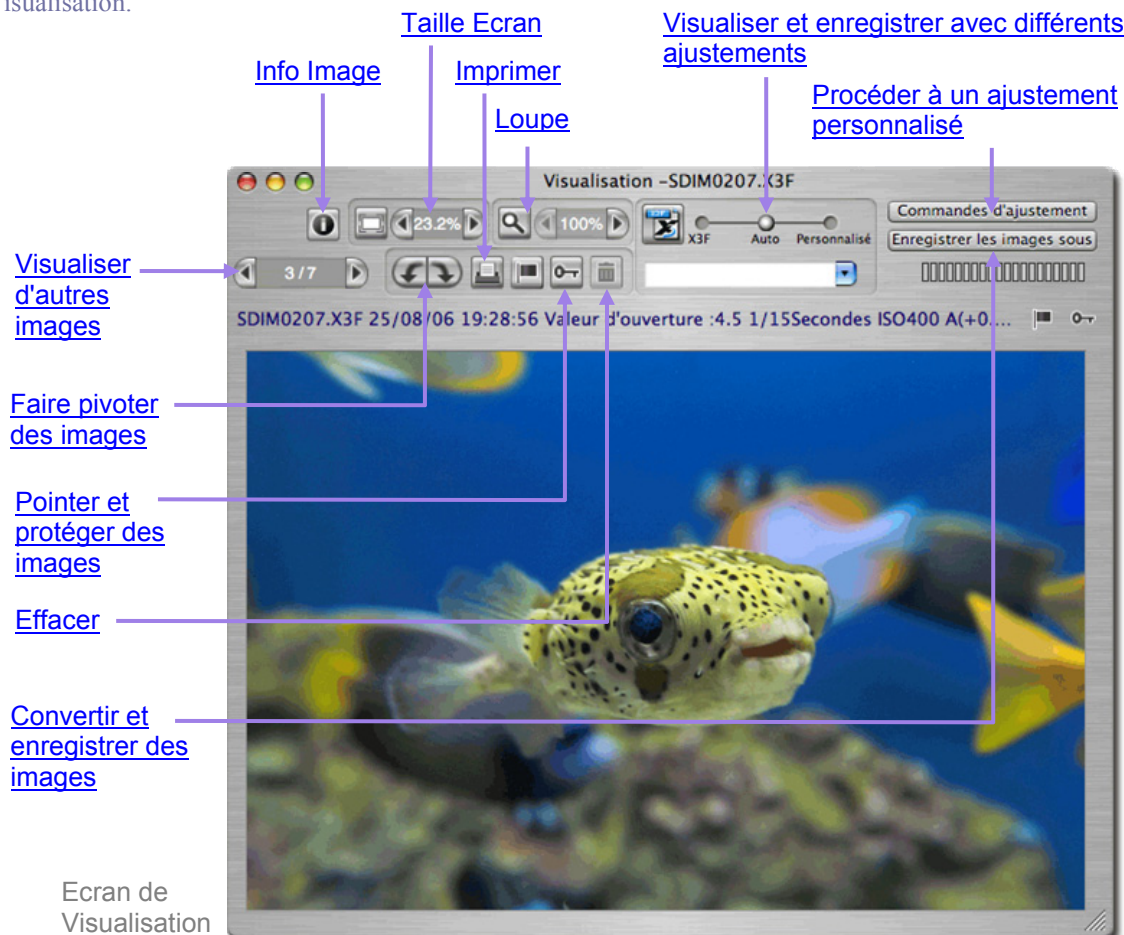 isualisation.
Taille Ecran
Visualiser et enregistrer avec différents
ajustements
Info Image
Imprimer
Procéder à un ajustement
personnalisé
Loupe
Visualisation –SDIM0207.X3F
23.2%
100%
X3F
Auto
Personnalisé
Commandes d'ajustement
Enregistrer les images sous
Visualiser
d'autres
images
3/7
SDIM0207.X3F 25/08/06 19:28:56 Valeur d'ouverture :4.5 1/15Secondes ISO400 A(+0....
Faire pivoter
des images
Pointer et
protéger des
images
Effacer
Convertir et
enregistrer des
images
Ecran de
Visualisation